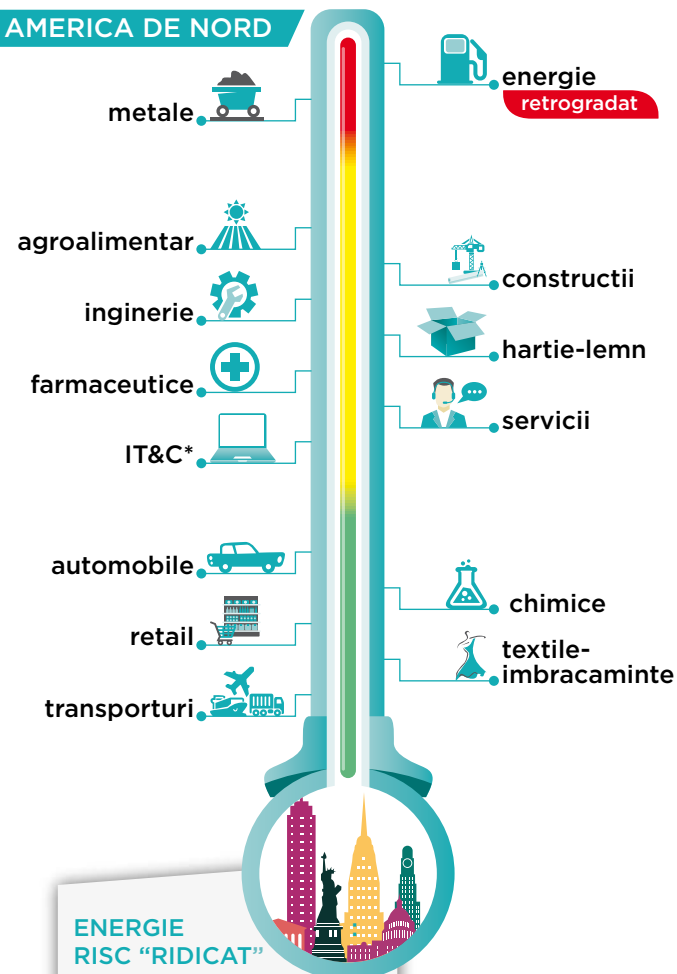 AMERICA DE NORD
energie
retrogradat
metale
agroalimentar
constructii
inginerie
hartie-lemn
farmaceutice
servicii
IT&C*
automobile
chimice
retail
textile-
imbracaminte
transporturi
ENERGIE
RISC “RIDICAT”